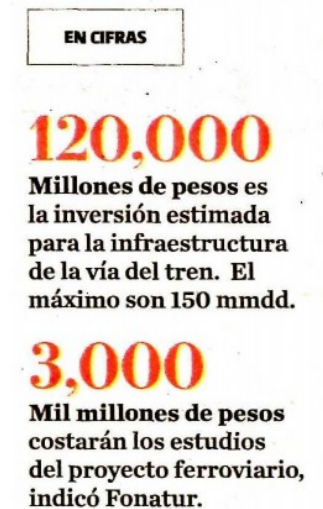 EN CIFRAS
120,000
Millones de pesos es
la inversión estimada
para la infraestructura
de la vía del tren. El
máximo son 150 mmdd.
3,000
Mil millones de pesos
costarán los estudios
del proyecto ferroviario,
indicó Fonatur.